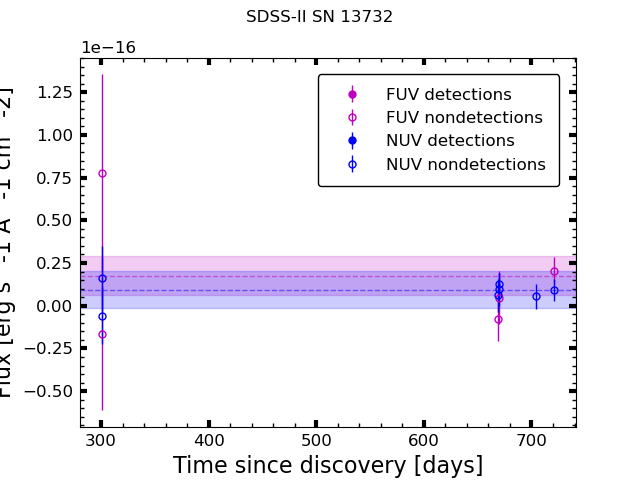 SDSS-II SN 13732
1e−16
Flux [erg s -1 A -1 cm -2]
1.25
1.00
0.75
0.50
0.25
0.00
−0.25
−0.50
FUV detections
FUV nondetections
NUV detections
NUV nondetections
300 400 500 600 700
Time since discovery [days]